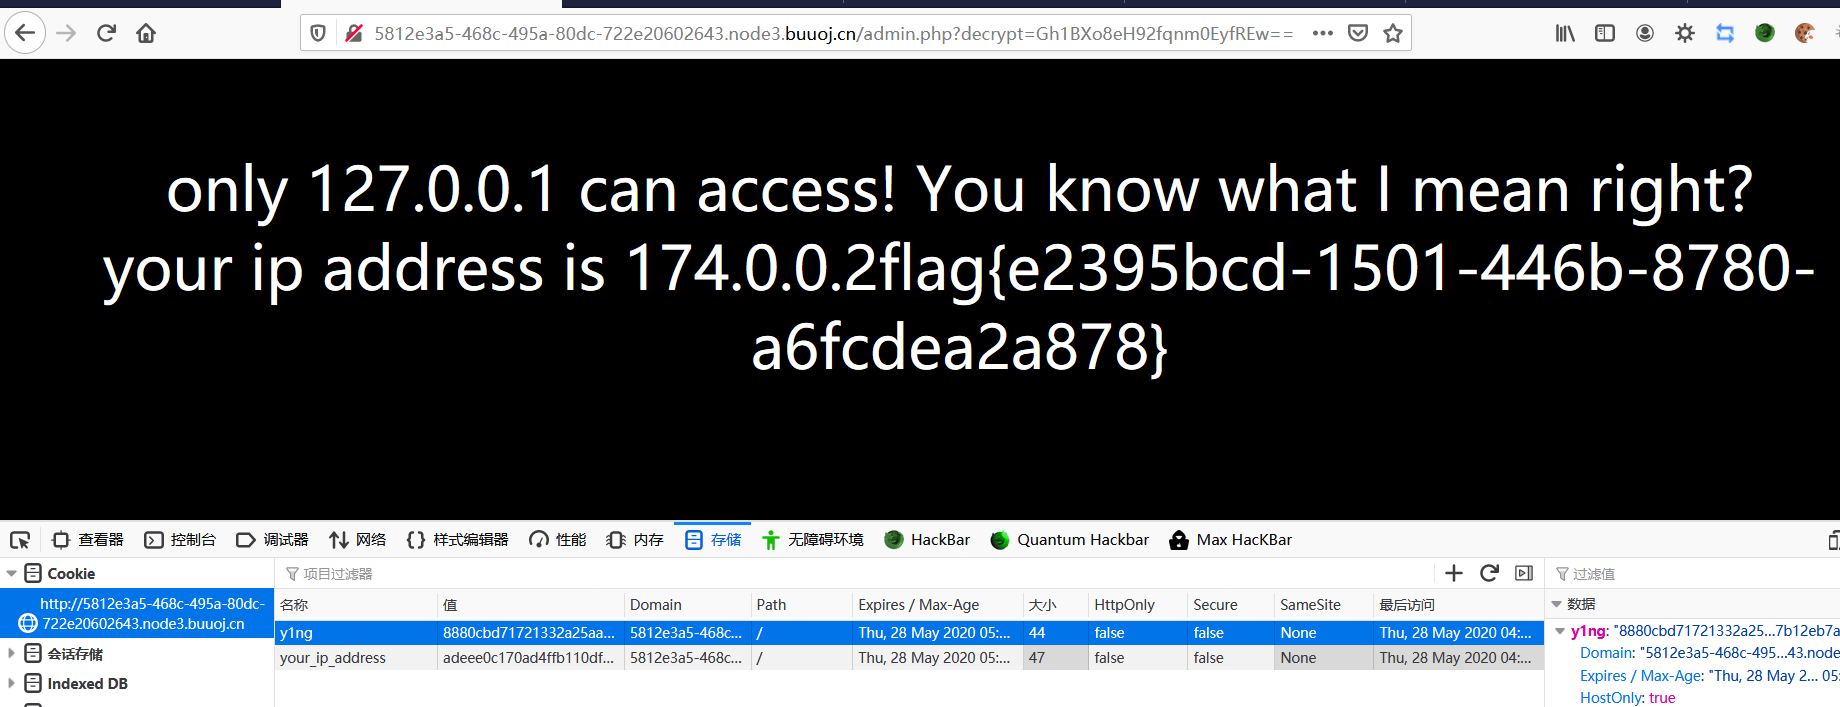 5812e3a5-468c-495a-80dc-722e20602643.node3.buuoj.cn/admin.php?decrypt=Gh1BXo8eH92fqnm0EyfREw==
only 127.0.0.1 can access! You know what I mean right?
your ip address is 174.0.0.2flag{e2395bcd-1501-446b-8780-
a6fcdea2a878}
查看器 控制台 调试器 网络 样式编辑器 性能 内存 存储 无障碍环境 HackBar Quantum Hackbar Max HacKBar
Cookie 项目过滤器 过滤值
http://5812e3a5-468c-495a-80dc-
722e20602643.node3.buuoj.cn
会话存储
Indexed DB
名称 值 Domain Path Expires / Max-Age 大小 HttpOnly Secure SameSite 最后访问
y1ng 8880cbd71721332a25aa... 5812e3a5-468c... / Thu, 28 May 2020 05:... 44 false false None Thu, 28 May 2020 04:...
your_ip_address adeee0c170ad4ffb110df... 5812e3a5-468c... / Thu, 28 May 2020 05:... 47 false false None Thu, 28 May 2020 04:...
数据
y1ng: "8880cbd71721332a25...7b12eb7a
Domain: "5812e3a5-468c-495...43.node
Expires / Max-Age: "Thu, 28 May 2... 05:
HostOnly: true